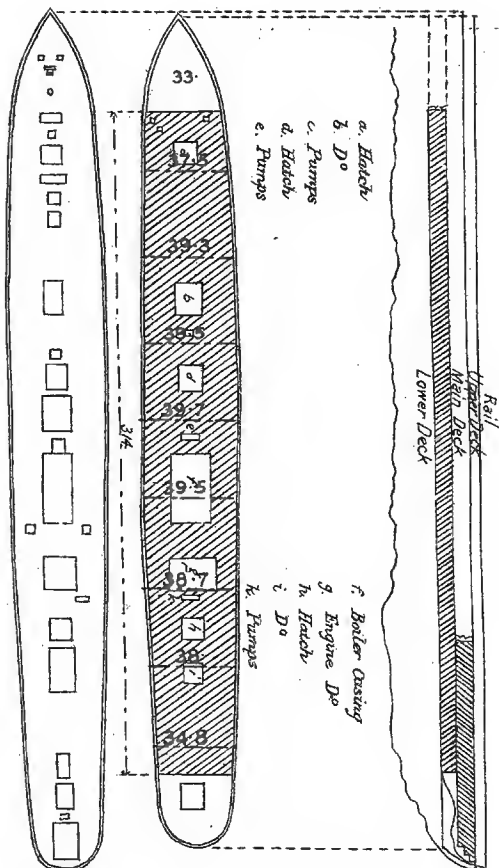 33.
37.5
39.3
38.5
39.7
39.5
38.7
38
34.8
314
a
b
d
e
f
g
h
i
k
a. Hatch
b. Dº
c. Pumps
d. Hatch
e. Pumps
f. Boiler Casing
g. Engine Dº
h. Hatch
i. Dº
k. Pumps
Rail
Upper Deck
Main Deck
Lower Deck